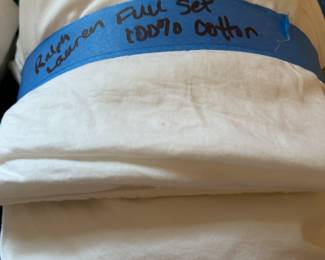 Ralph Lauren Full Set
100% Cotton